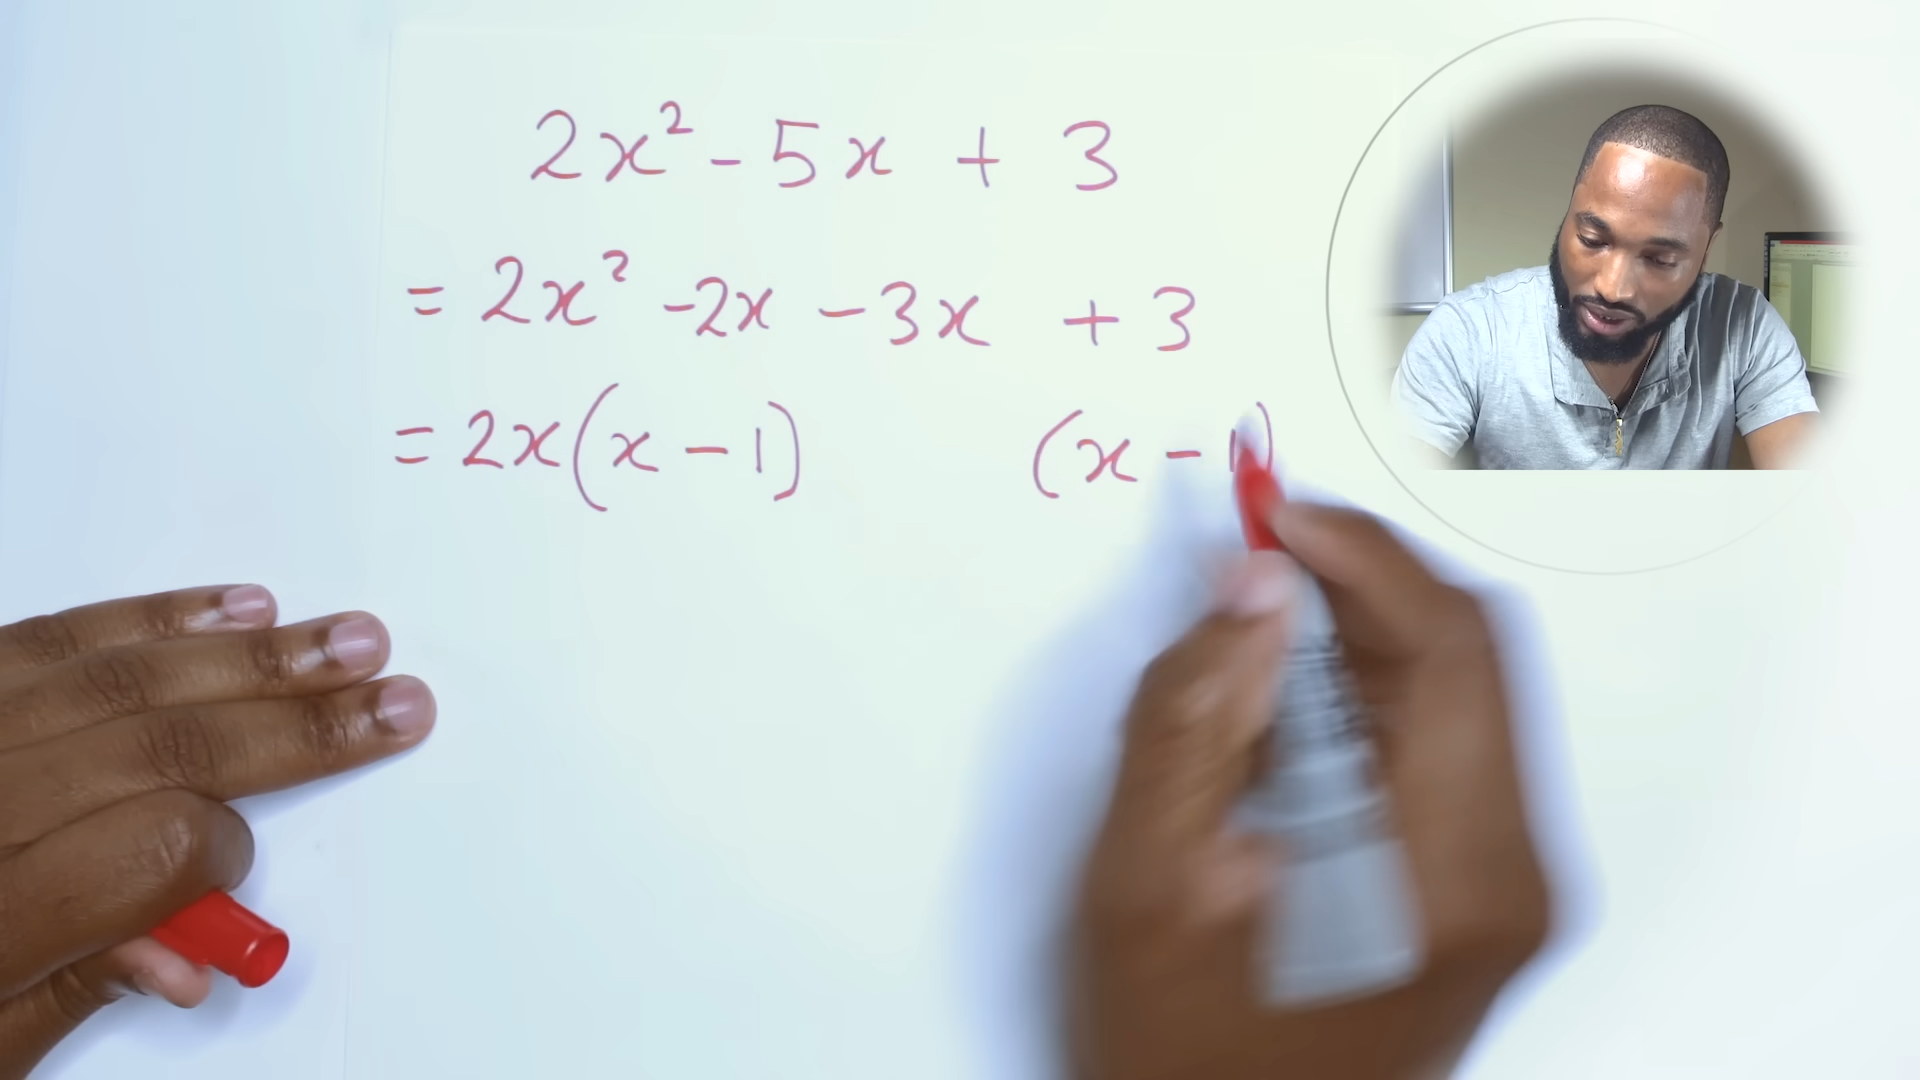 2x² - 5x + 3
= 2x² - 2x - 3x + 3
= 2x(x - 1) (x - 1)